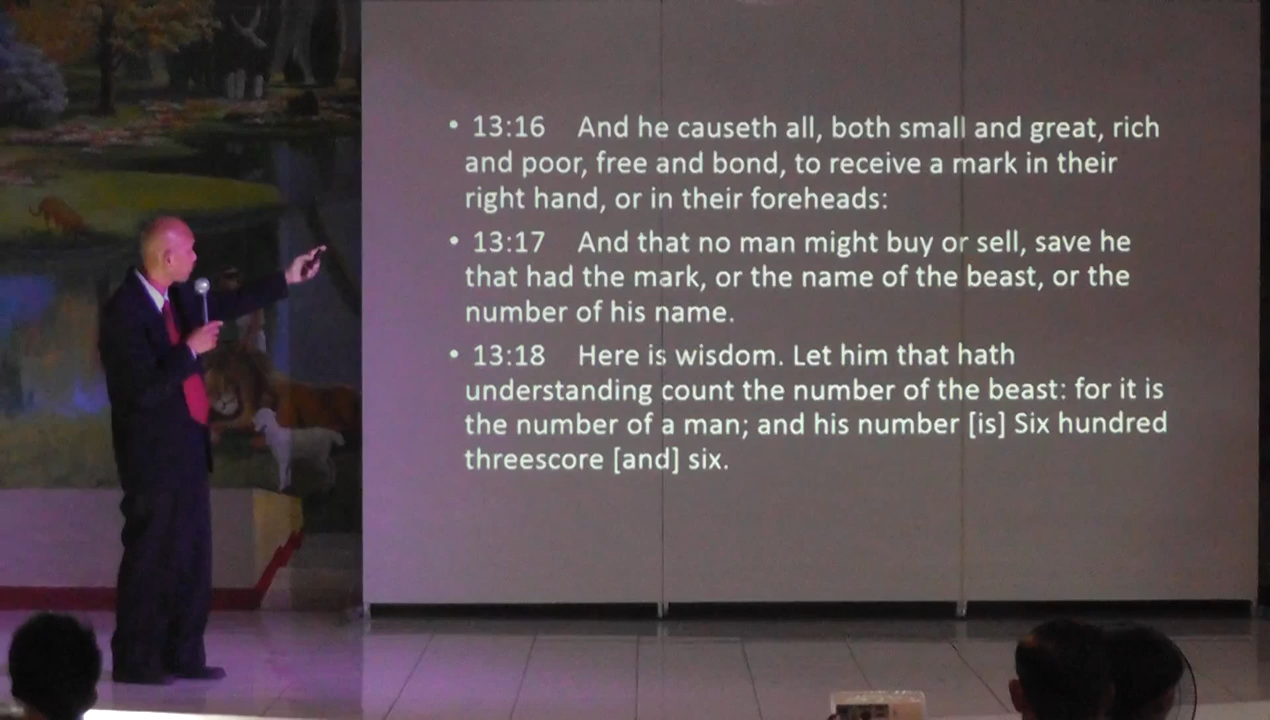 • 13:16 And he causeth all, both small and great, rich
and poor, free and bond, to receive a mark in their
right hand, or in their foreheads:
• 13:17 And that no man might buy or sell, save he
that had the mark, or the name of the beast, or the
number of his name.
• 13:18 Here is wisdom. Let him that hath
understanding count the number of the beast: for it is
the number of a man; and his number [is] Six hundred
threescore [and] six.